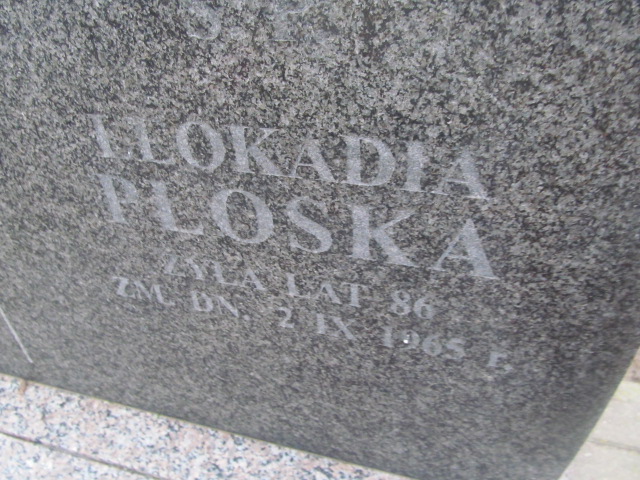 Ś P
LEOKADIA
PŁOSKA
ŻYŁA LAT 86
ZM. DN. 2 IX 1965 R.